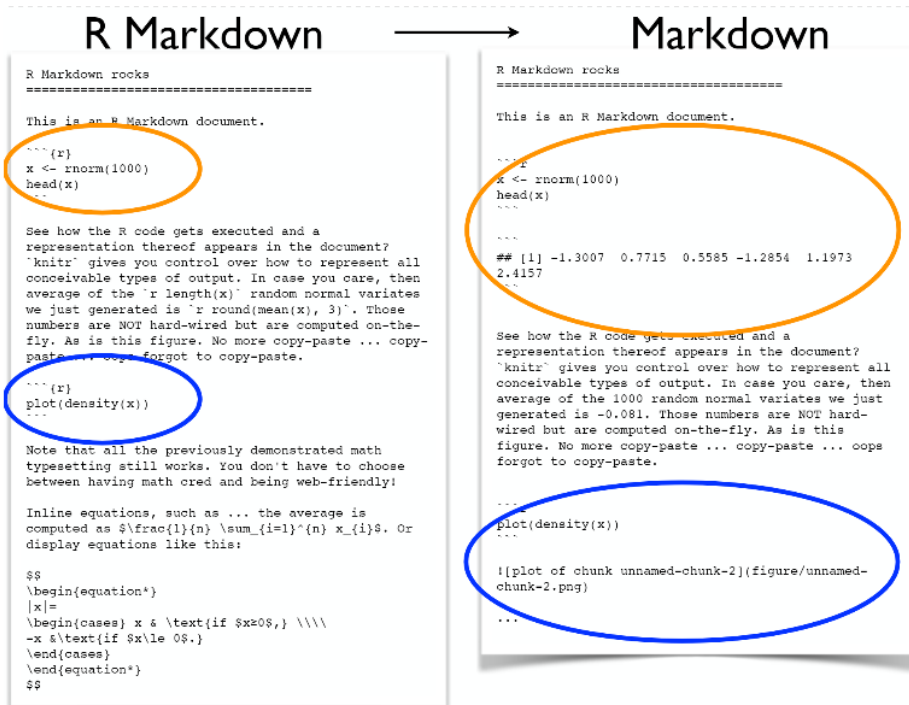 R Markdown
Markdown
R Markdown rocks
=====================================
This is an R Markdown document.
```{r}
x <- rnorm(1000)
head(x)
```
See how the R code gets executed and a
representation thereof appears in the document?
`knitr` gives you control over how to represent all
conceivable types of output. In case you care, then
average of the `r length(x)` random normal variates
we just generated is `r round(mean(x), 3)`. Those
numbers are NOT hard-wired but are computed on-the-
fly. As is this figure. No more copy-paste ... copy-
paste ... oops forgot to copy-paste.
```{r}
plot(density(x))
```
Note that all the previously demonstrated math
typesetting still works. You don't have to choose
between having math cred and being web-friendly!
Inline equations, such as ... the average is
computed as $\frac{1}{n} \sum_{i=1}^{n} x_{i}$. Or
display equations like this:
$$
\begin{equation*}
|x|=
\begin{cases} x & \text{if $x≥0$,} \\\\
-x &\text{if $x\le 0$.}
\end{cases}
\end{equation*}
$$
R Markdown rocks
=====================================
This is an R Markdown document.
```r
x <- rnorm(1000)
head(x)
```
```
## [1] -1.3007  0.7715  0.5585 -1.2854  1.1973
2.4157
```
See how the R code gets executed and a
representation thereof appears in the document?
`knitr` gives you control over how to represent all
conceivable types of output. In case you care, then
average of the 1000 random normal variates we just
generated is -0.081. Those numbers are NOT hard-
wired but are computed on-the-fly. As is this
figure. No more copy-paste ... copy-paste ... oops
forgot to copy-paste.
```r
plot(density(x))
```
![plot of chunk unnamed-chunk-2](figure/unnamed-
chunk-2.png)
...